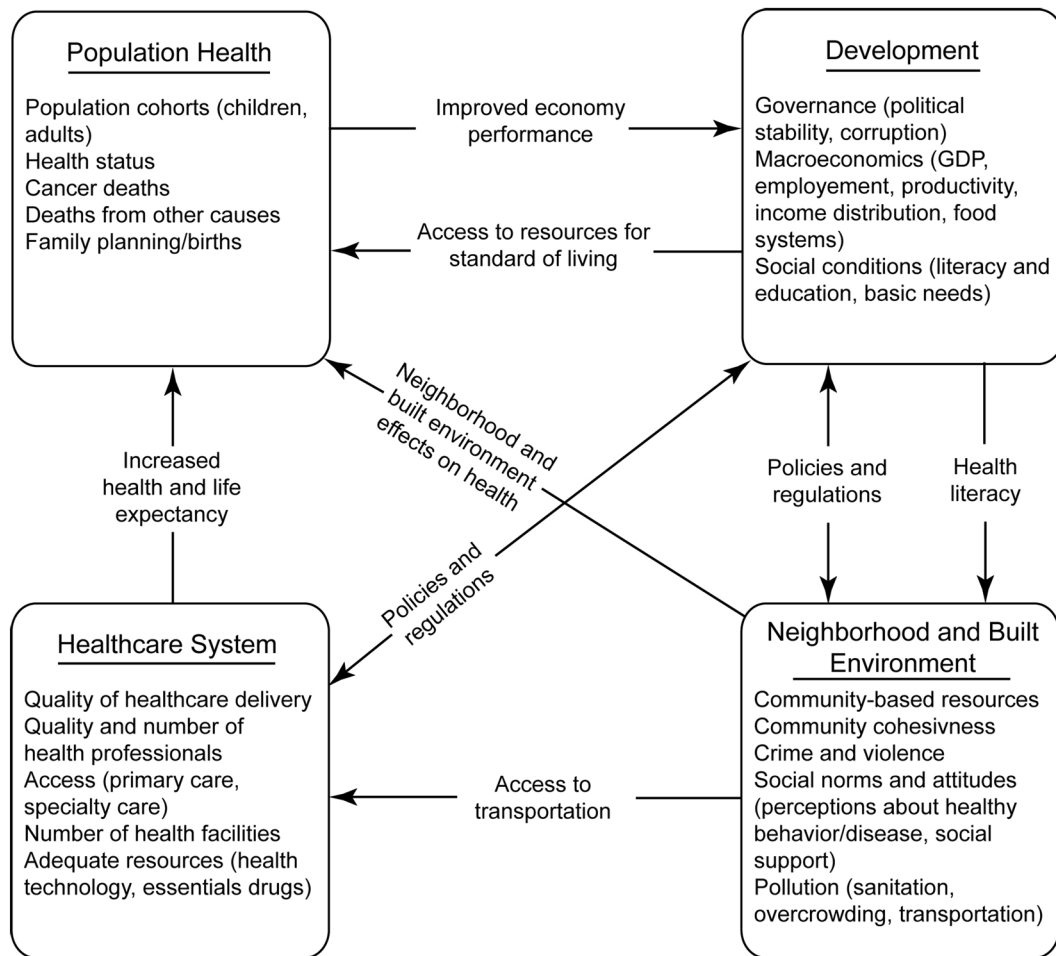 Population Health
Population cohorts (children,
adults)
Health status
Cancer deaths
Deaths from other causes
Family planning/births
Improved economy
performance
Access to resources for
standard of living
Development
Governance (political
stability, corruption)
Macroeconomics (GDP,
employement, productivity,
income distribution, food
systems)
Social conditions (literacy and
education, basic needs)
Neighborhood and
built environment
effects on health
Increased
health and life
expectancy
Policies and
regulations
Policies and
regulations
Health
literacy
Healthcare System
Quality of healthcare delivery
Quality and number of
health professionals
Access (primary care,
specialty care)
Number of health facilities
Adequate resources (health
technology, essentials drugs)
Access to
transportation
Neighborhood and Built
Environment
Community-based resources
Community cohesivness
Crime and violence
Social norms and attitudes
(perceptions about healthy
behavior/disease, social
support)
Pollution (sanitation,
overcrowding, transportation)